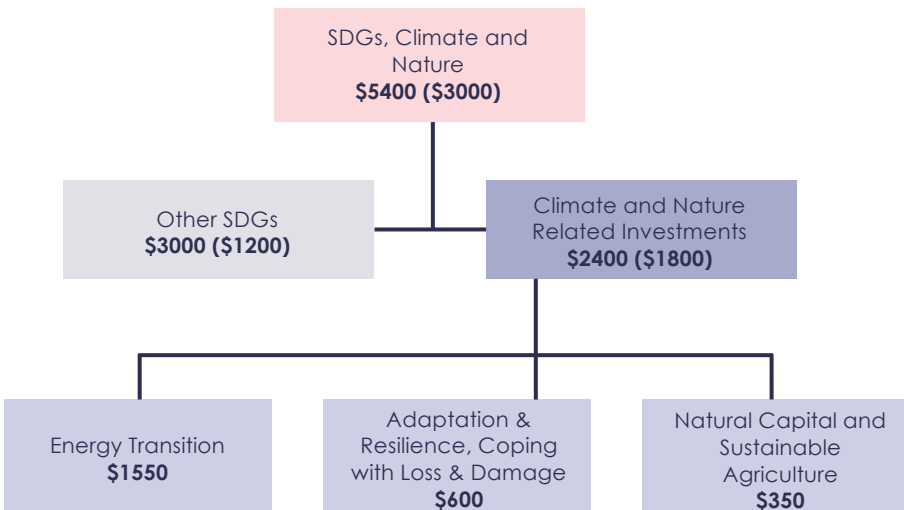 SDGs, Climate and
Nature
$5400 ($3000)
Other SDGs
$3000 ($1200)
Climate and Nature
Related Investments
$2400 ($1800)
Energy Transition
$1550
Adaptation &
Resilience, Coping
with Loss & Damage
$600
Natural Capital and
Sustainable
Agriculture
$350